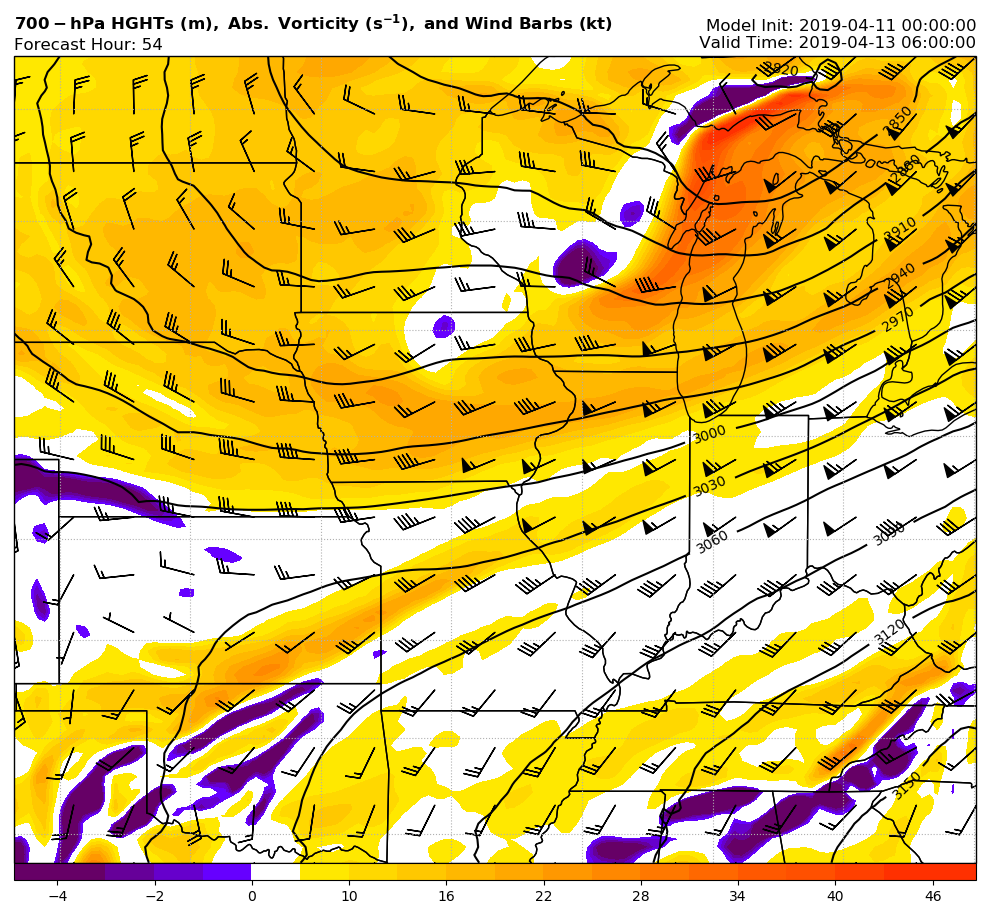 700 − hPa HGHTs (m), Abs. Vorticity (s⁻¹), and Wind Barbs (kt)
Model Init: 2019-04-11 00:00:00
Forecast Hour: 54
Valid Time: 2019-04-13 06:00:00
2820
2850
2880
2910
2940
2970
3000
3030
3060
3090
3120
3150
−4 −2 0 10 16 22 28 34 40 46